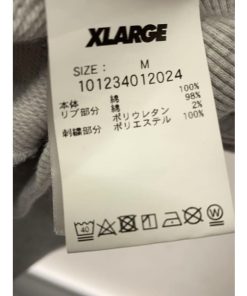 XLARGE
SIZE: M
101234012024
本体 綿 100%
リブ部分 綿 98%
ポリウレタン 2%
刺繍部分 ポリエステル 100%
40